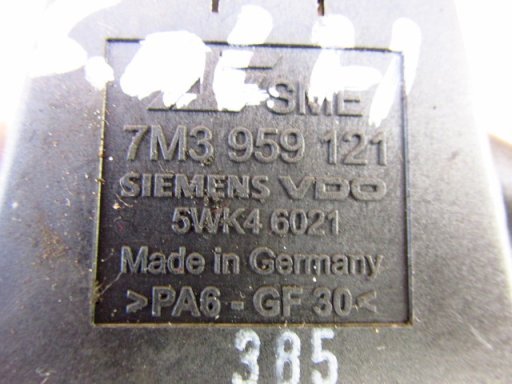 SME
7M3 959 121
SIEMENS VDO
5WK4 6021
Made in Germany
>PA6 - GF 30<
385